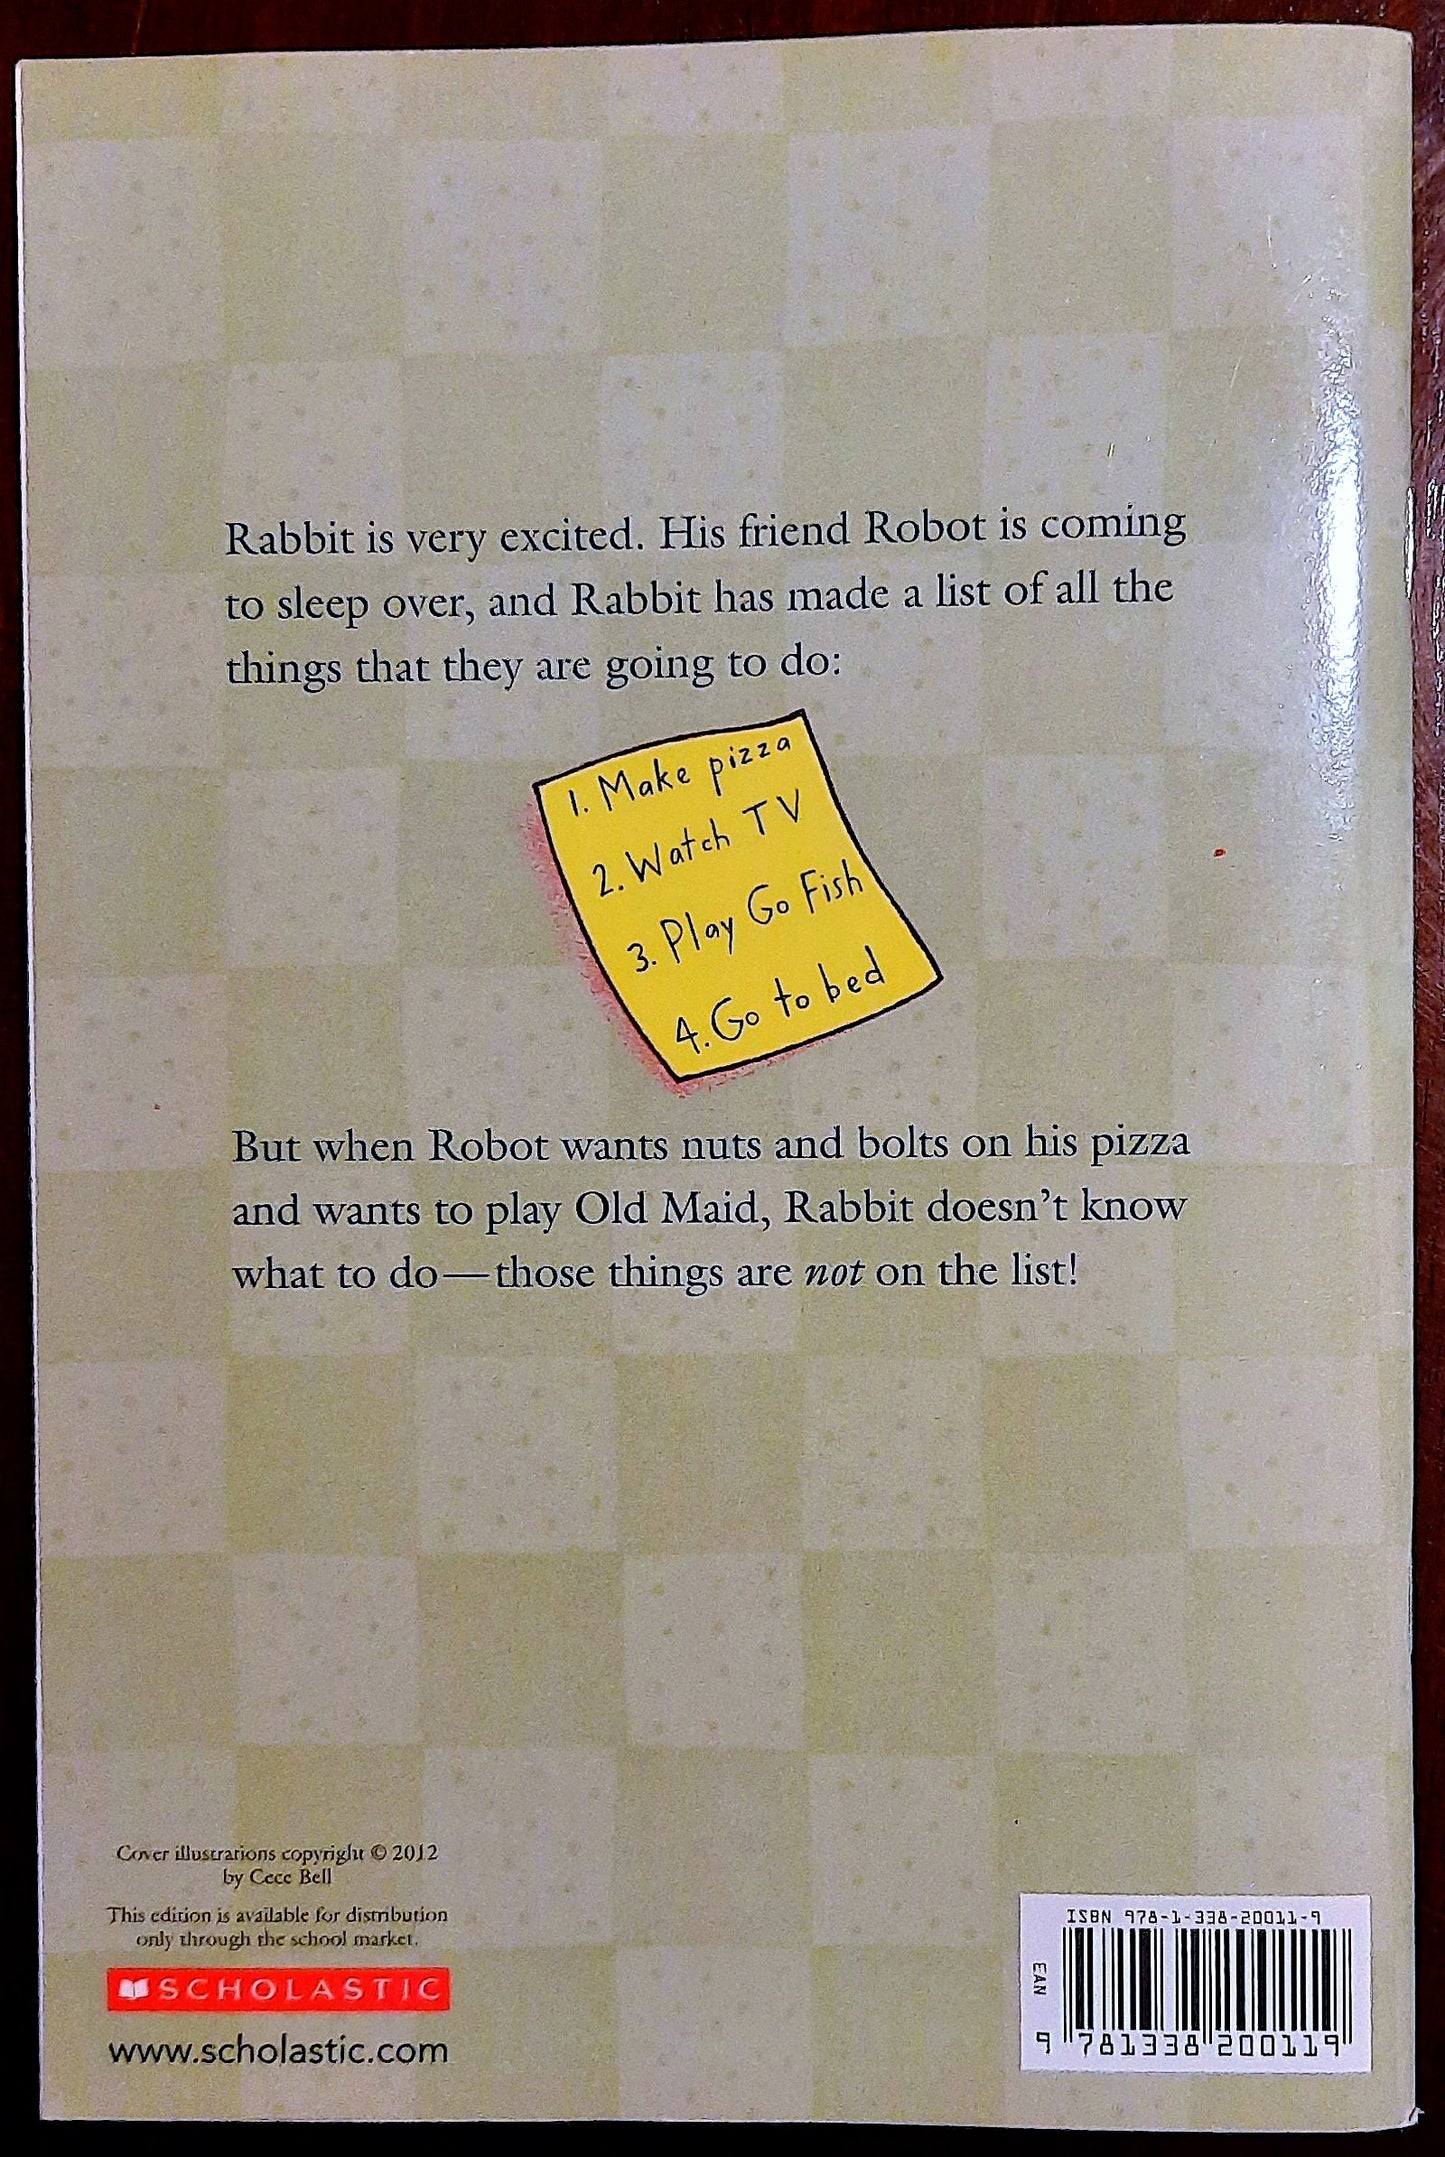 Rabbit is very excited. His friend Robot is coming
to sleep over, and Rabbit has made a list of all the
things that they are going to do:
1. Make pizza
2. Watch TV
3. Play Go Fish
4. Go to bed
But when Robot wants nuts and bolts on his pizza
and wants to play Old Maid, Rabbit doesn't know
what to do—those things are not on the list!
Cover illustrations copyright © 2012
by Cece Bell
This edition is available for distribution
only through the school market.
SCHOLASTIC
www.scholastic.com
ISBN 978-1-338-20011-9
EAN
9 781338 200119